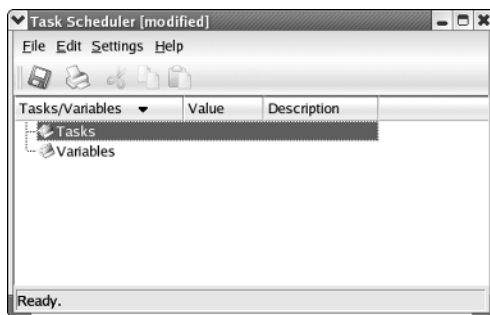 Task Scheduler [modified]
File Edit Settings Help
Tasks/Variables Value Description
Tasks
Variables
Ready.